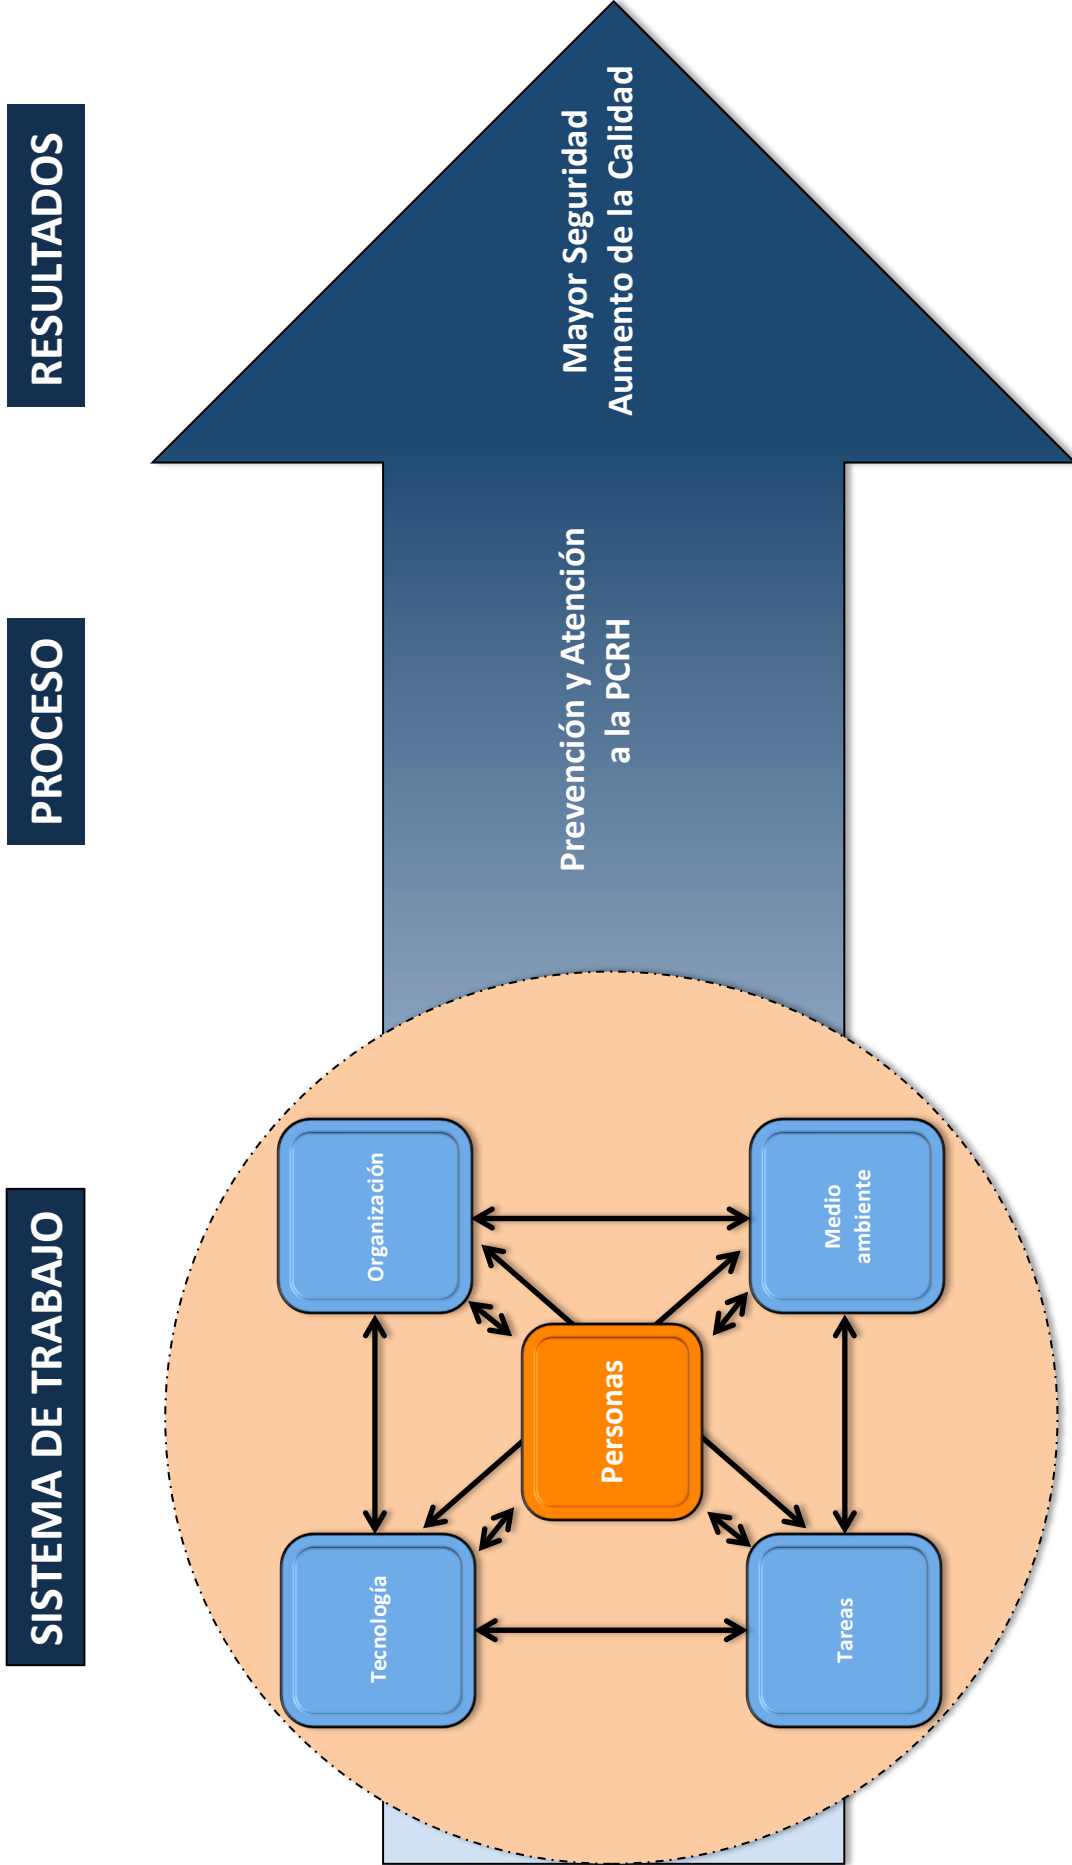 SISTEMA DE TRABAJO
PROCESO
RESULTADOS
Tecnología
Organización
Personas
Tareas
Medio
ambiente
Prevención y Atención
a la PCRH
Mayor Seguridad
Aumento de la Calidad